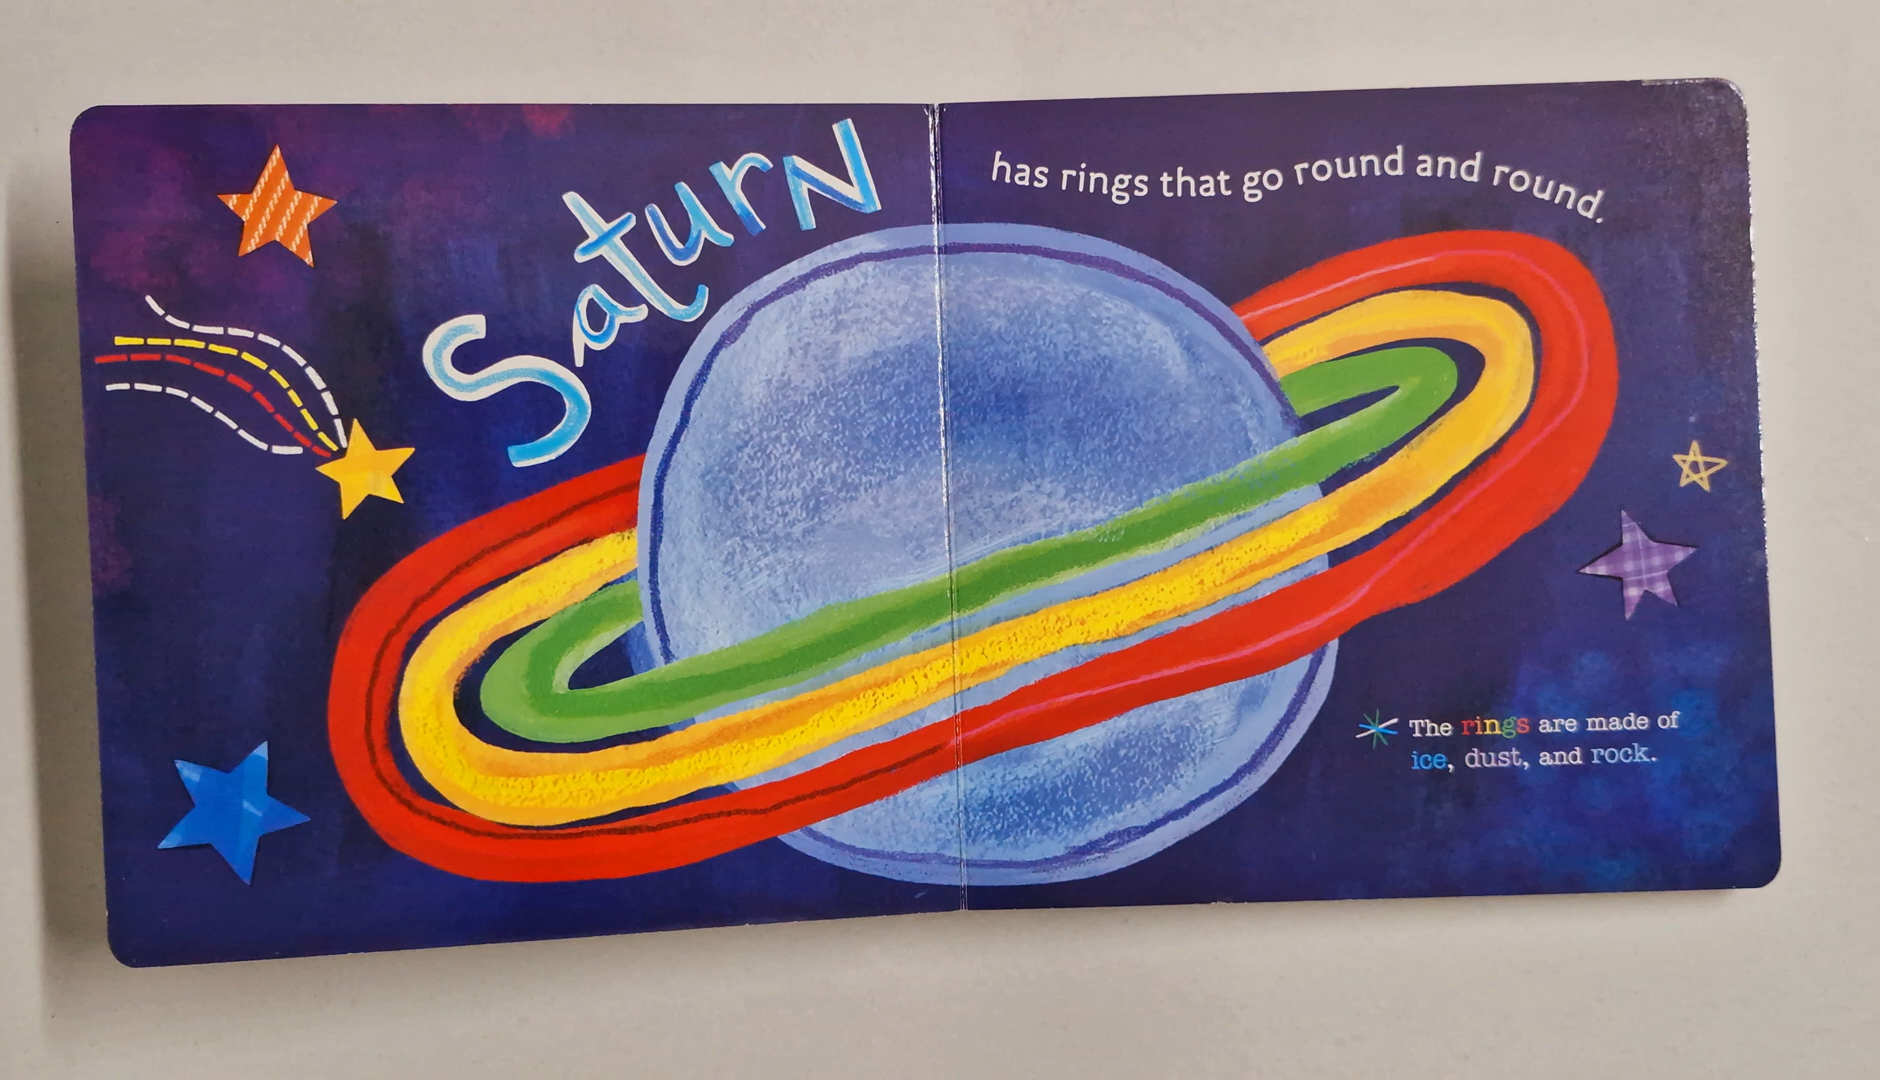 Saturn
has rings that go round and round.
The rings are made of
ice, dust, and rock.